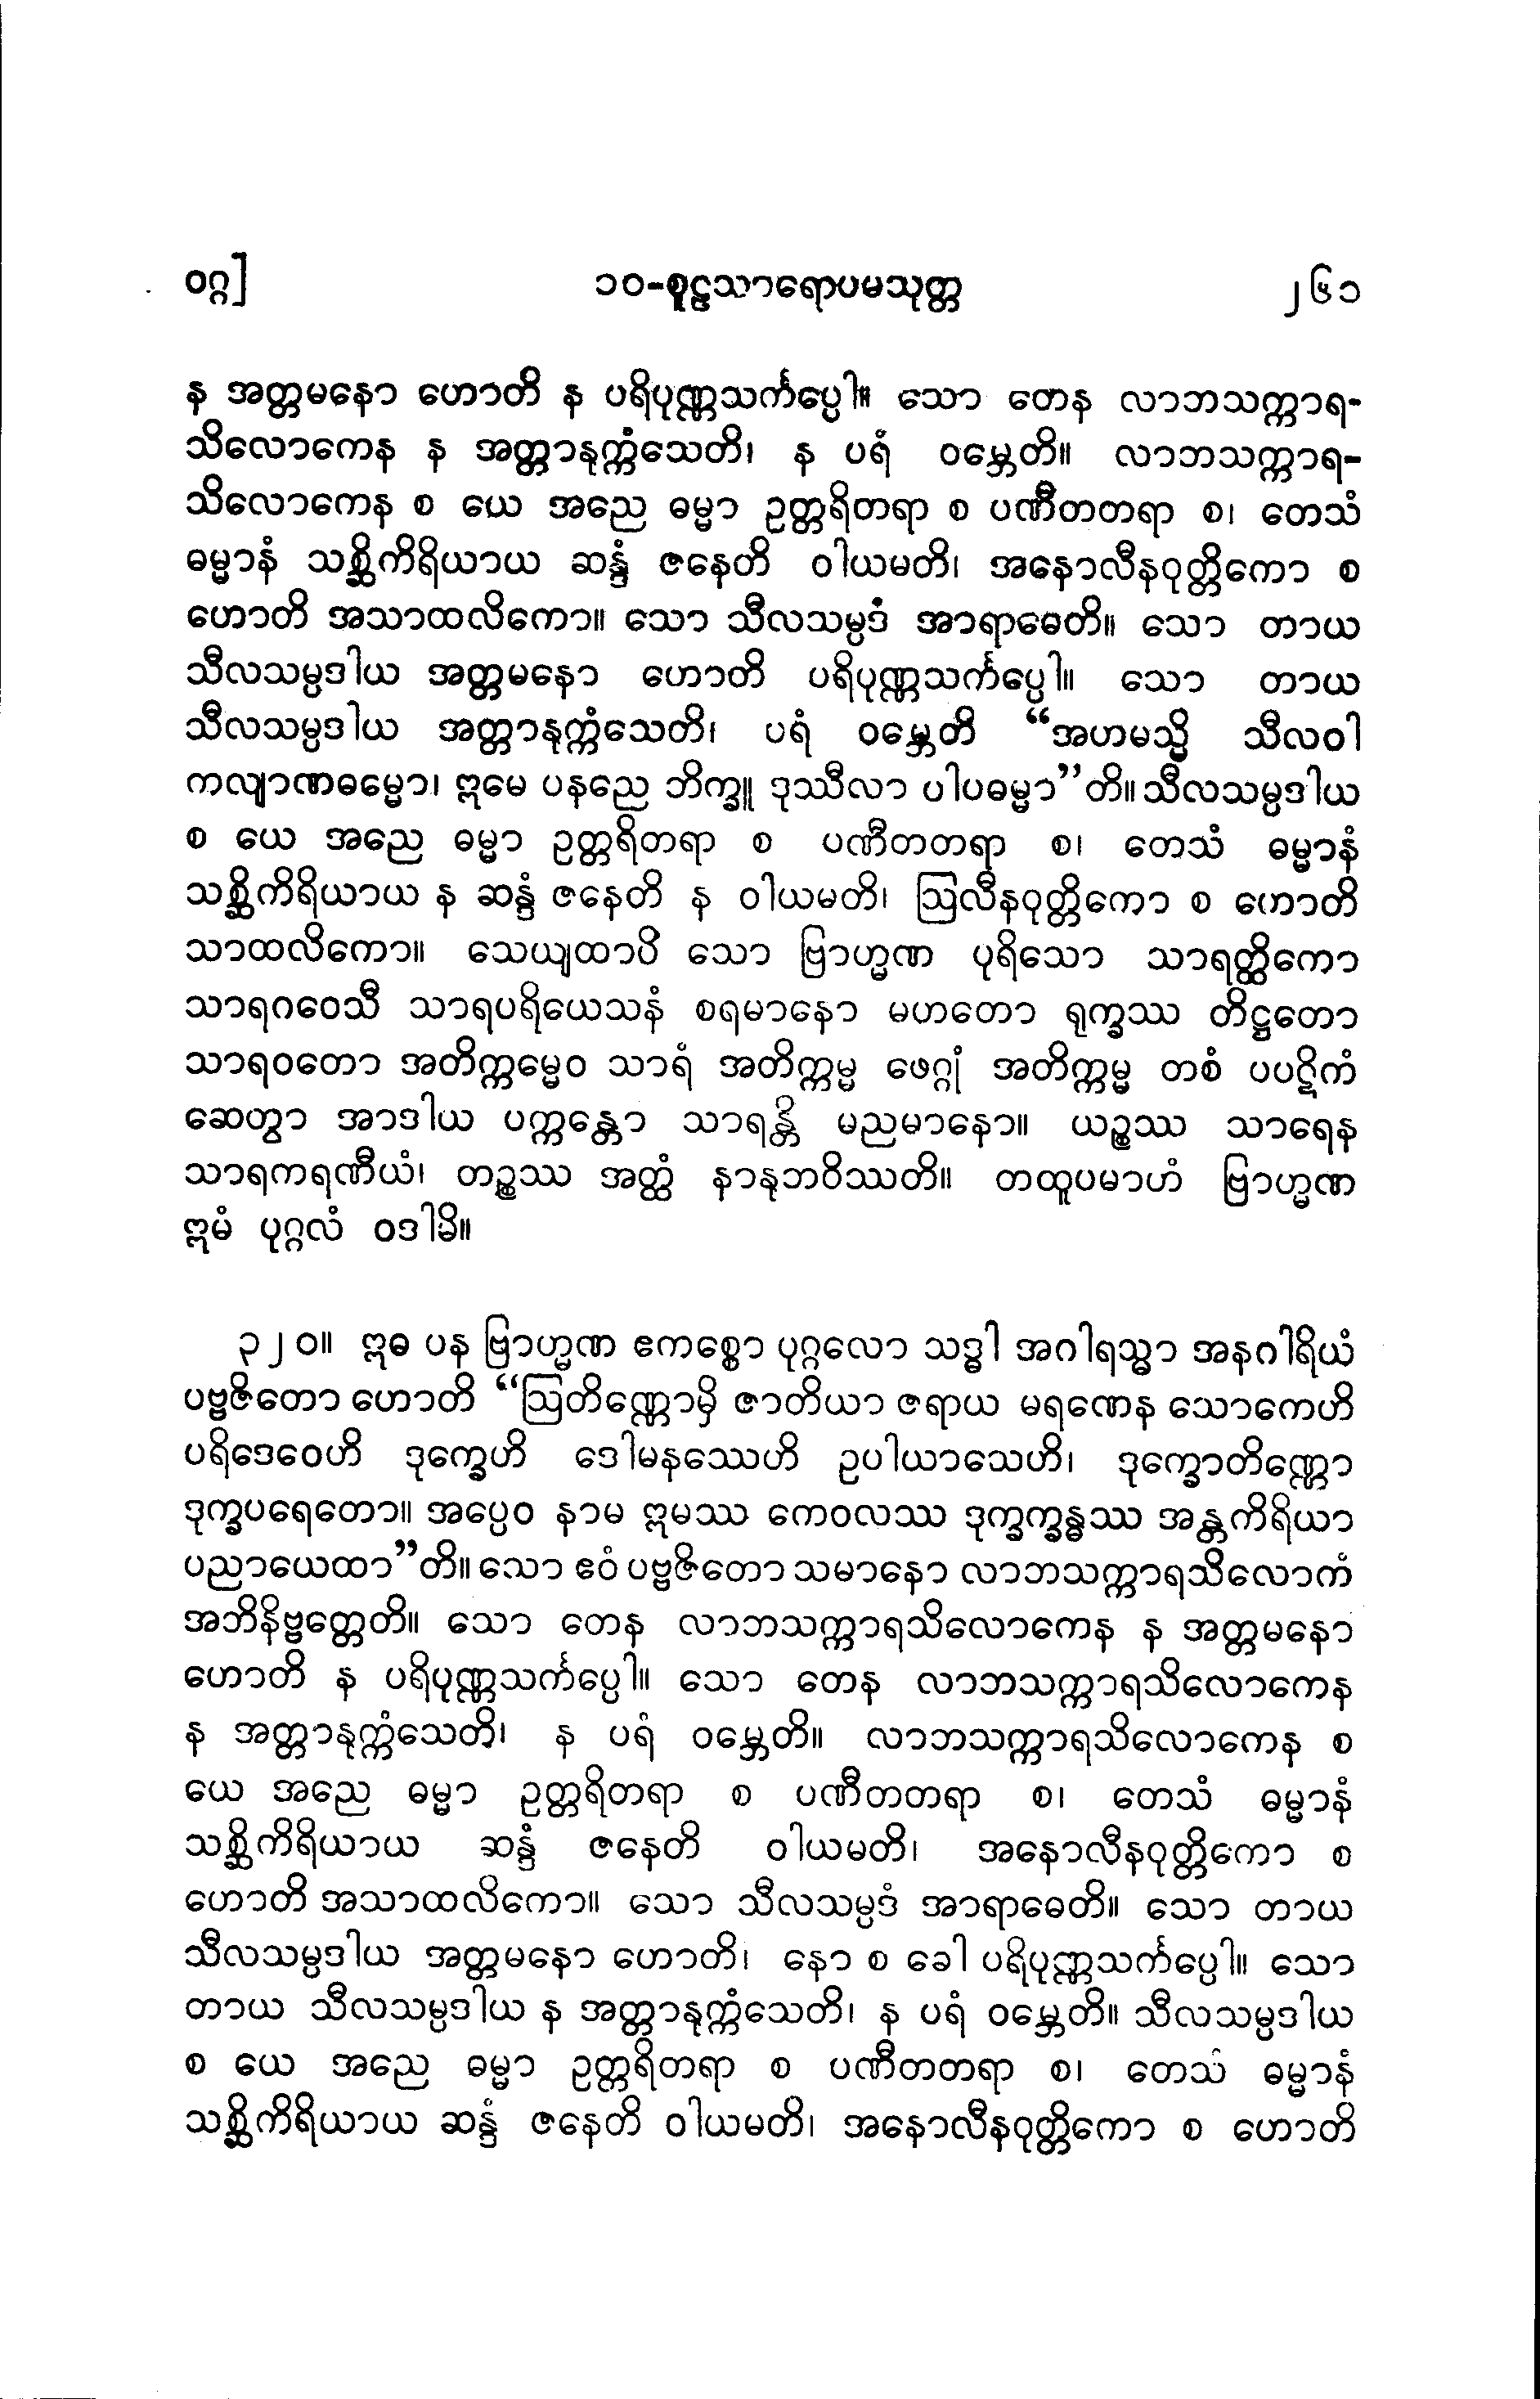 ဝဂ္ဂ] ၁၀-စူဠသာရောပမသုတ္တ ၂၆၁
န အတ္တမနော ဟောတိ န ပရိပုဏ္ဏသင်္ကပ္ပေါ။ သော တေန လာဘသက္ကာရ-
သိလောကေန န အတ္တာနုက္ကံသေတိ၊ န ပရံ ဝမ္ဘေတိ။ လာဘသက္ကာရ-
သိလောကေန စ ယေ အညေ ဓမ္မာ ဥတ္တရိတရာ စ ပဏီတတရာ စ၊ တေသံ
ဓမ္မာနံ သစ္ဆိကိရိယာယ ဆန္ဒံ ဇနေတိ ဝါယမတိ၊ အနောလီနဝုတ္တိကော စ
ဟောတိ အသာထလိကော။ သော သီလသမ္ပဒံ အာရာဓေတိ။ သော တာယ
သီလသမ္ပဒါယ အတ္တမနော ဟောတိ ပရိပုဏ္ဏသင်္ကပ္ပေါ။ သော တာယ
သီလသမ္ပဒါယ အတ္တာနုက္ကံသေတိ၊ ပရံ ဝမ္ဘေတိ “အဟမသ္မိ သီလဝါ
ကလျာဏဓမ္မော၊ ဣမေ ပနညေ ဘိက္ခူ ဒုဿီလာ ပါပဓမ္မာ”တိ။ သီလသမ္ပဒါယ
စ ယေ အညေ ဓမ္မာ ဥတ္တရိတရာ စ ပဏီတတရာ စ၊ တေသံ ဓမ္မာနံ
သစ္ဆိကိရိယာယ န ဆန္ဒံ ဇနေတိ န ဝါယမတိ၊ ဩလီနဝုတ္တိကော စ ဟောတိ
သာထလိကော။ သေယျထာပိ သော ဗြာဟ္မဏ ပုရိသော သာရတ္ထိကော
သာရဂဝေသီ သာရပရိယေသနံ စရမာနော မဟတော ရုက္ခဿ တိဋ္ဌတော
သာရဝတော အတိက္ကမ္မေဝ သာရံ အတိက္ကမ္မ ဖေဂ္ဂုံ အတိက္ကမ္မ တစံ ပပဋိကံ
ဆေတွာ အာဒါယ ပက္ကန္တော သာရန္တိ မညမာနော။ ယဉ္စဿ သာရေန
သာရကရဏီယံ၊ တဉ္စဿ အတ္ထံ နာနုဘဝိဿတိ။ တထူပမာဟံ ဗြာဟ္မဏ
ဣမံ ပုဂ္ဂလံ ဝဒါမိ။
၃၂၀။ ဣဓ ပန ဗြာဟ္မဏ ဧကစ္စော ပုဂ္ဂလော သဒ္ဓါ အဂါရသ္မာ အနဂါရိယံ
ပဗ္ဗဇိတော ဟောတိ “ဩတိဏ္ဏောမှိ ဇာတိယာ ဇရာယ မရဏေန သောကေဟိ
ပရိဒေဝေဟိ ဒုက္ခေဟိ ဒေါမနဿေဟိ ဥပါယာသေဟိ၊ ဒုက္ခောတိဏ္ဏော
ဒုက္ခပရေတော။ အပ္ပေဝ နာမ ဣမဿ ကေဝလဿ ဒုက္ခက္ခန္ဓဿ အန္တကိရိယာ
ပညာယေထာ”တိ။ သော ဧဝံ ပဗ္ဗဇိတော သမာနော လာဘသက္ကာရသိလောကံ
အဘိနိဗ္ဗတ္တေတိ။ သော တေန လာဘသက္ကာရသိလောကေန န အတ္တမနော
ဟောတိ န ပရိပုဏ္ဏသင်္ကပ္ပေါ။ သော တေန လာဘသက္ကာရသိလောကေန
န အတ္တာနုက္ကံသေတိ၊ န ပရံ ဝမ္ဘေတိ။ လာဘသက္ကာရသိလောကေန စ
ယေ အညေ ဓမ္မာ ဥတ္တရိတရာ စ ပဏီတတရာ စ၊ တေသံ ဓမ္မာနံ
သစ္ဆိကိရိယာယ ဆန္ဒံ ဇနေတိ ဝါယမတိ၊ အနောလီနဝုတ္တိကော စ
ဟောတိ အသာထလိကော။ သော သီလသမ္ပဒံ အာရာဓေတိ။ သော တာယ
သီလသမ္ပဒါယ အတ္တမနော ဟောတိ၊ နော စ ခေါ ပရိပုဏ္ဏသင်္ကပ္ပေါ။ သော
တာယ သီလသမ္ပဒါယ န အတ္တာနုက္ကံသေတိ၊ န ပရံ ဝမ္ဘေတိ။ သီလသမ္ပဒါယ
စ ယေ အညေ ဓမ္မာ ဥတ္တရိတရာ စ ပဏီတတရာ စ၊ တေသံ ဓမ္မာနံ
သစ္ဆိကိရိယာယ ဆန္ဒံ ဇနေတိ ဝါယမတိ၊ အနောလီနဝုတ္တိကော စ ဟောတိ